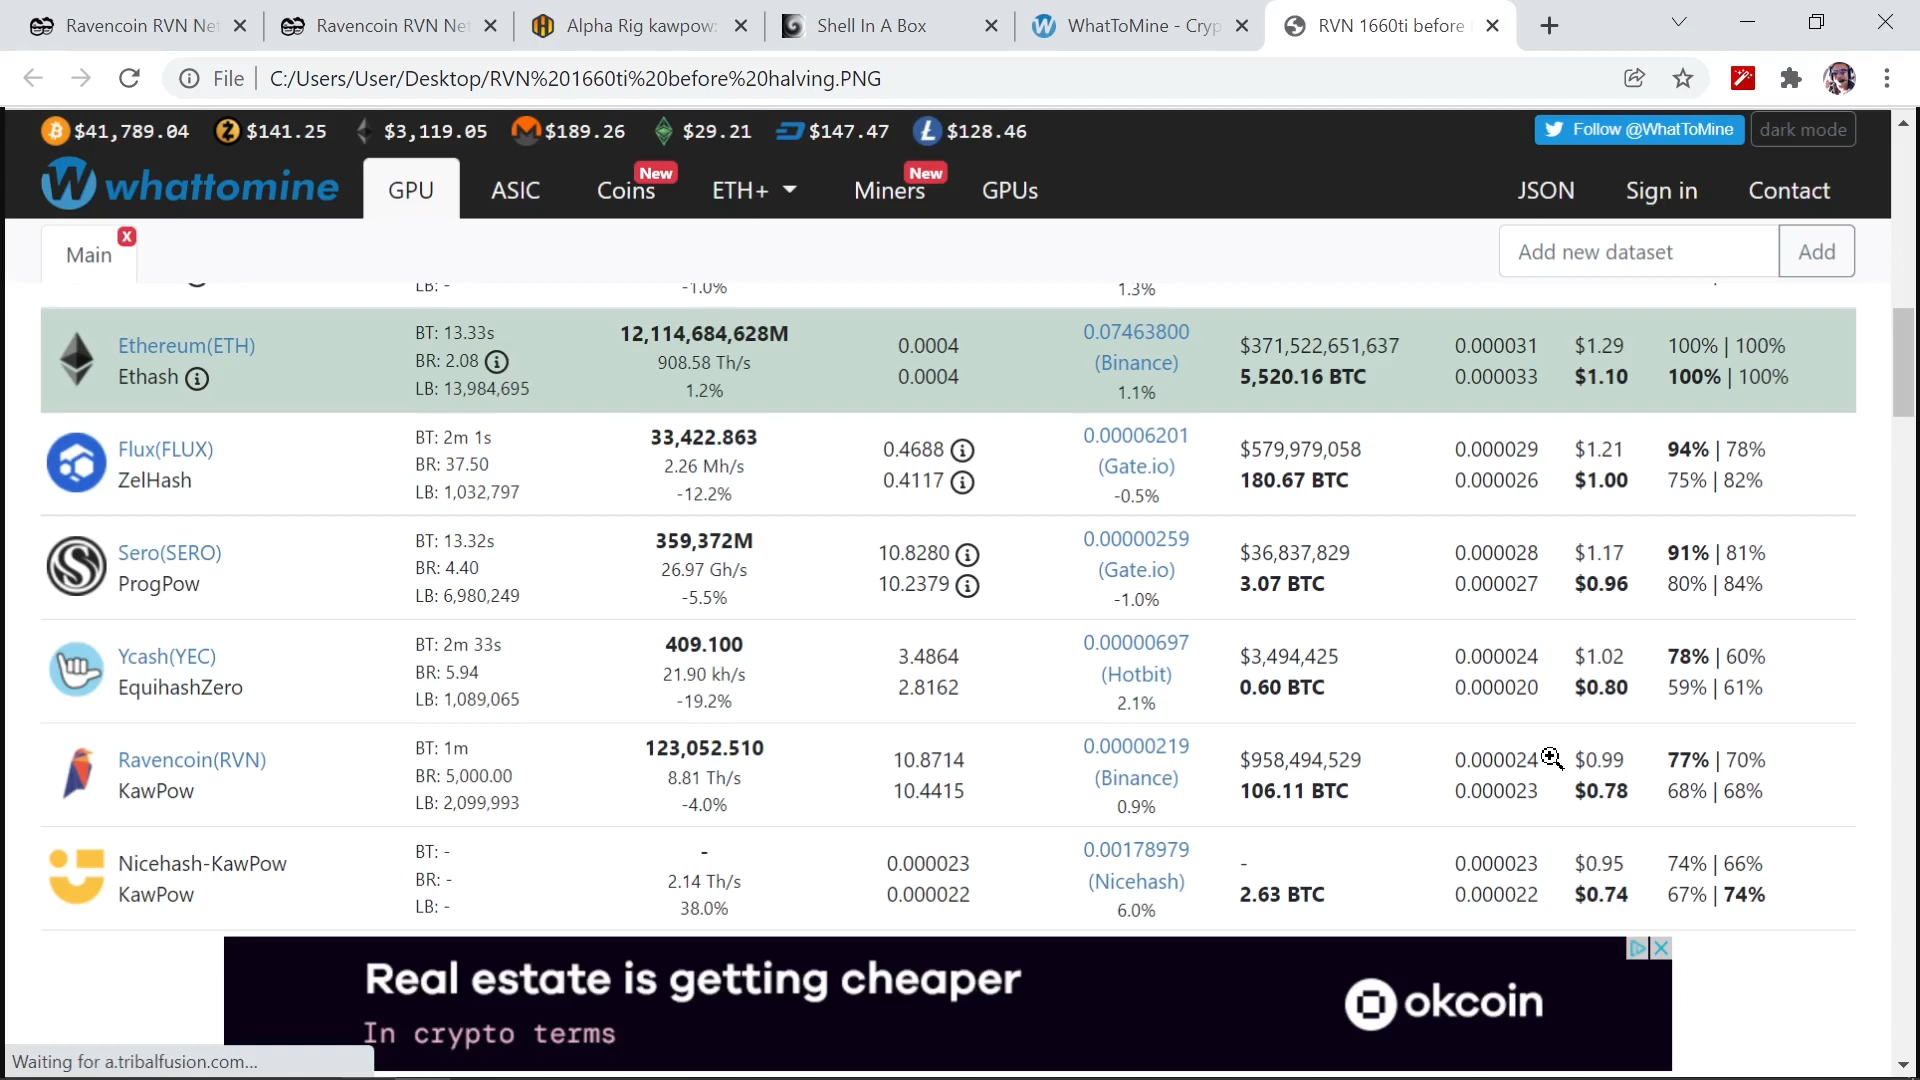 Ravencoin RVN Net
Ravencoin RVN Net
Alpha Rig kawpow:
Shell In A Box
WhatToMine - Cryp
RVN 1660ti before
File
C:/Users/User/Desktop/RVN%201660ti%20before%20halving.PNG
$41,789.04 $141.25 $3,119.05 $189.26 $29.21 $147.47 $128.46
Follow @WhatToMine
dark mode
whattomine
GPU
ASIC
Coins New
ETH+
Miners New
GPUs
JSON
Sign in
Contact
Main
Add new dataset
Add
LB: -
-1.0%
1.3%
Ethereum(ETH)
Ethash
BT: 13.33s
BR: 2.08
LB: 13,984,695
12,114,684,628M
908.58 Th/s
1.2%
0.0004
0.0004
0.07463800
(Binance)
1.1%
$371,522,651,637
5,520.16 BTC
0.000031
0.000033
$1.29
$1.10
100% | 100%
100% | 100%
Flux(FLUX)
ZelHash
BT: 2m 1s
BR: 37.50
LB: 1,032,797
33,422.863
2.26 Mh/s
-12.2%
0.4688
0.4117
0.00006201
(Gate.io)
-0.5%
$579,979,058
180.67 BTC
0.000029
0.000026
$1.21
$1.00
94% | 78%
75% | 82%
Sero(SERO)
ProgPow
BT: 13.32s
BR: 4.40
LB: 6,980,249
359,372M
26.97 Gh/s
-5.5%
10.8280
10.2379
0.00000259
(Gate.io)
-1.0%
$36,837,829
3.07 BTC
0.000028
0.000027
$1.17
$0.96
91% | 81%
80% | 84%
Ycash(YEC)
EquihashZero
BT: 2m 33s
BR: 5.94
LB: 1,089,065
409.100
21.90 kh/s
-19.2%
3.4864
2.8162
0.00000697
(Hotbit)
2.1%
$3,494,425
0.60 BTC
0.000024
0.000020
$1.02
$0.80
78% | 60%
59% | 61%
Ravencoin(RVN)
KawPow
BT: 1m
BR: 5,000.00
LB: 2,099,993
123,052.510
8.81 Th/s
-4.0%
10.8714
10.4415
0.00000219
(Binance)
0.9%
$958,494,529
106.11 BTC
0.000024
0.000023
$0.99
$0.78
77% | 70%
68% | 68%
Nicehash-KawPow
KawPow
BT: -
BR: -
LB: -
-
2.14 Th/s
38.0%
0.000023
0.000022
0.00178979
(Nicehash)
6.0%
-
2.63 BTC
0.000023
0.000022
$0.95
$0.74
74% | 66%
67% | 74%
Real estate is getting cheaper
In crypto terms
okcoin
Waiting for a.tribalfusion.com...